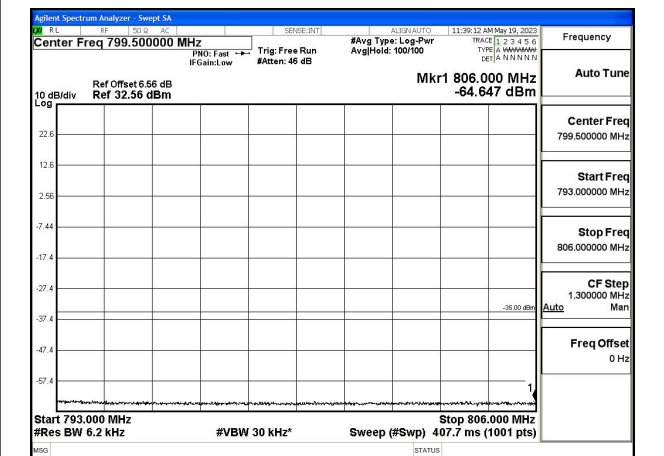 Agilent Spectrum Analyzer - Swept SA
RL RF 50 Ω AC SENSE:INT ALIGNAUTO 11:39:12 AM May 19, 2023
Center Freq 799.500000 MHz
PNO: Fast
IFGain:Low
Trig: Free Run
#Atten: 46 dB
#Avg Type: Log-Pwr
Avg|Hold: 100/100
TRACE 1 2 3 4 5 6
TYPE A WWWWW
DET A N N N N N
Ref Offset 6.56 dB
Ref 32.56 dBm
10 dB/div
Log
Mkr1 806.000 MHz
-64.647 dBm
22.6
12.6
2.56
-7.44
-17.4
-27.4
-35.00 dBm
-37.4
-47.4
-57.4
1
Start 793.000 MHz
Stop 806.000 MHz
#Res BW 6.2 kHz
#VBW 30 kHz*
Sweep (#Swp) 407.7 ms (1001 pts)
MSG
STATUS
Frequency
Auto Tune
Center Freq
799.500000 MHz
Start Freq
793.000000 MHz
Stop Freq
806.000000 MHz
CF Step
1.300000 MHz
Auto Man
Freq Offset
0 Hz